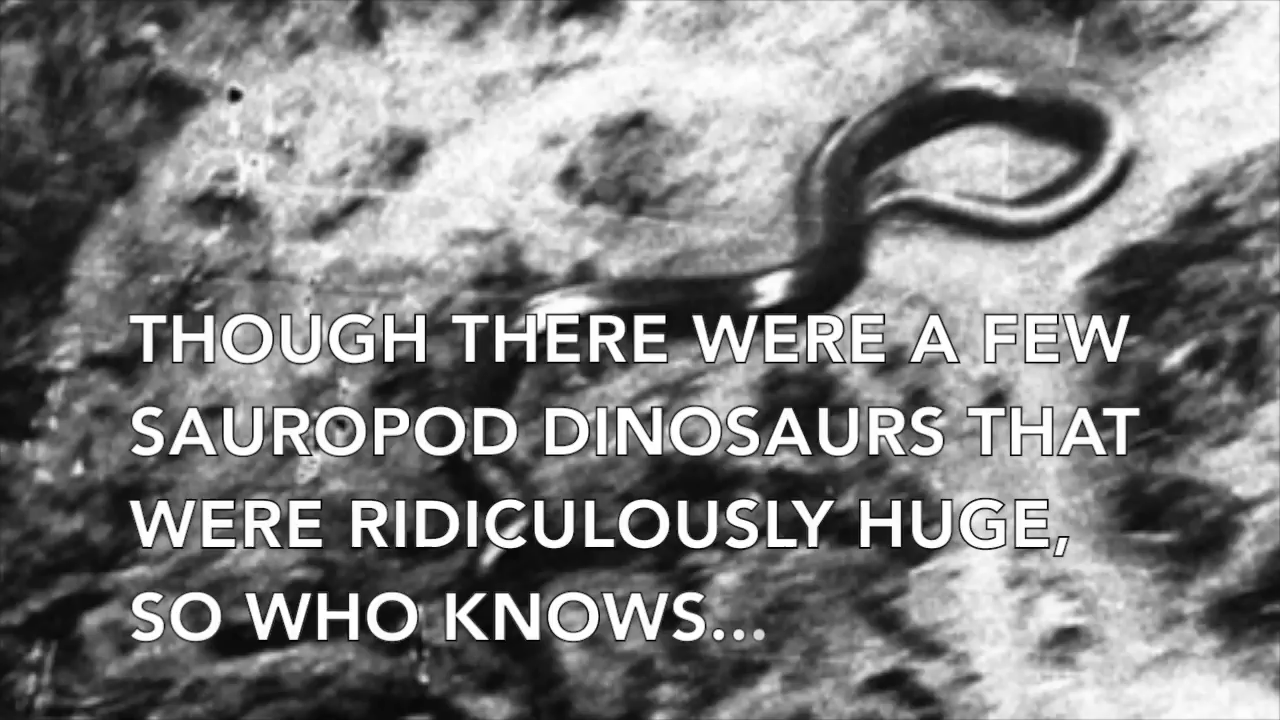 THOUGH THERE WERE A FEW
SAUROPOD DINOSAURS THAT
WERE RIDICULOUSLY HUGE,
SO WHO KNOWS...